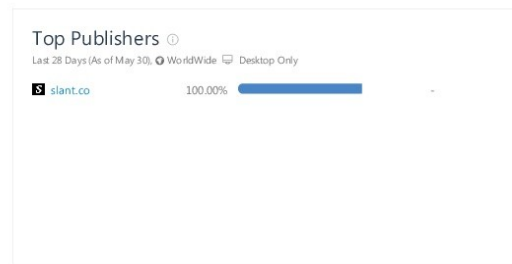 Top Publishers
Last 28 Days (As of May 30), WorldWide Desktop Only
S slant.co 100.00% -